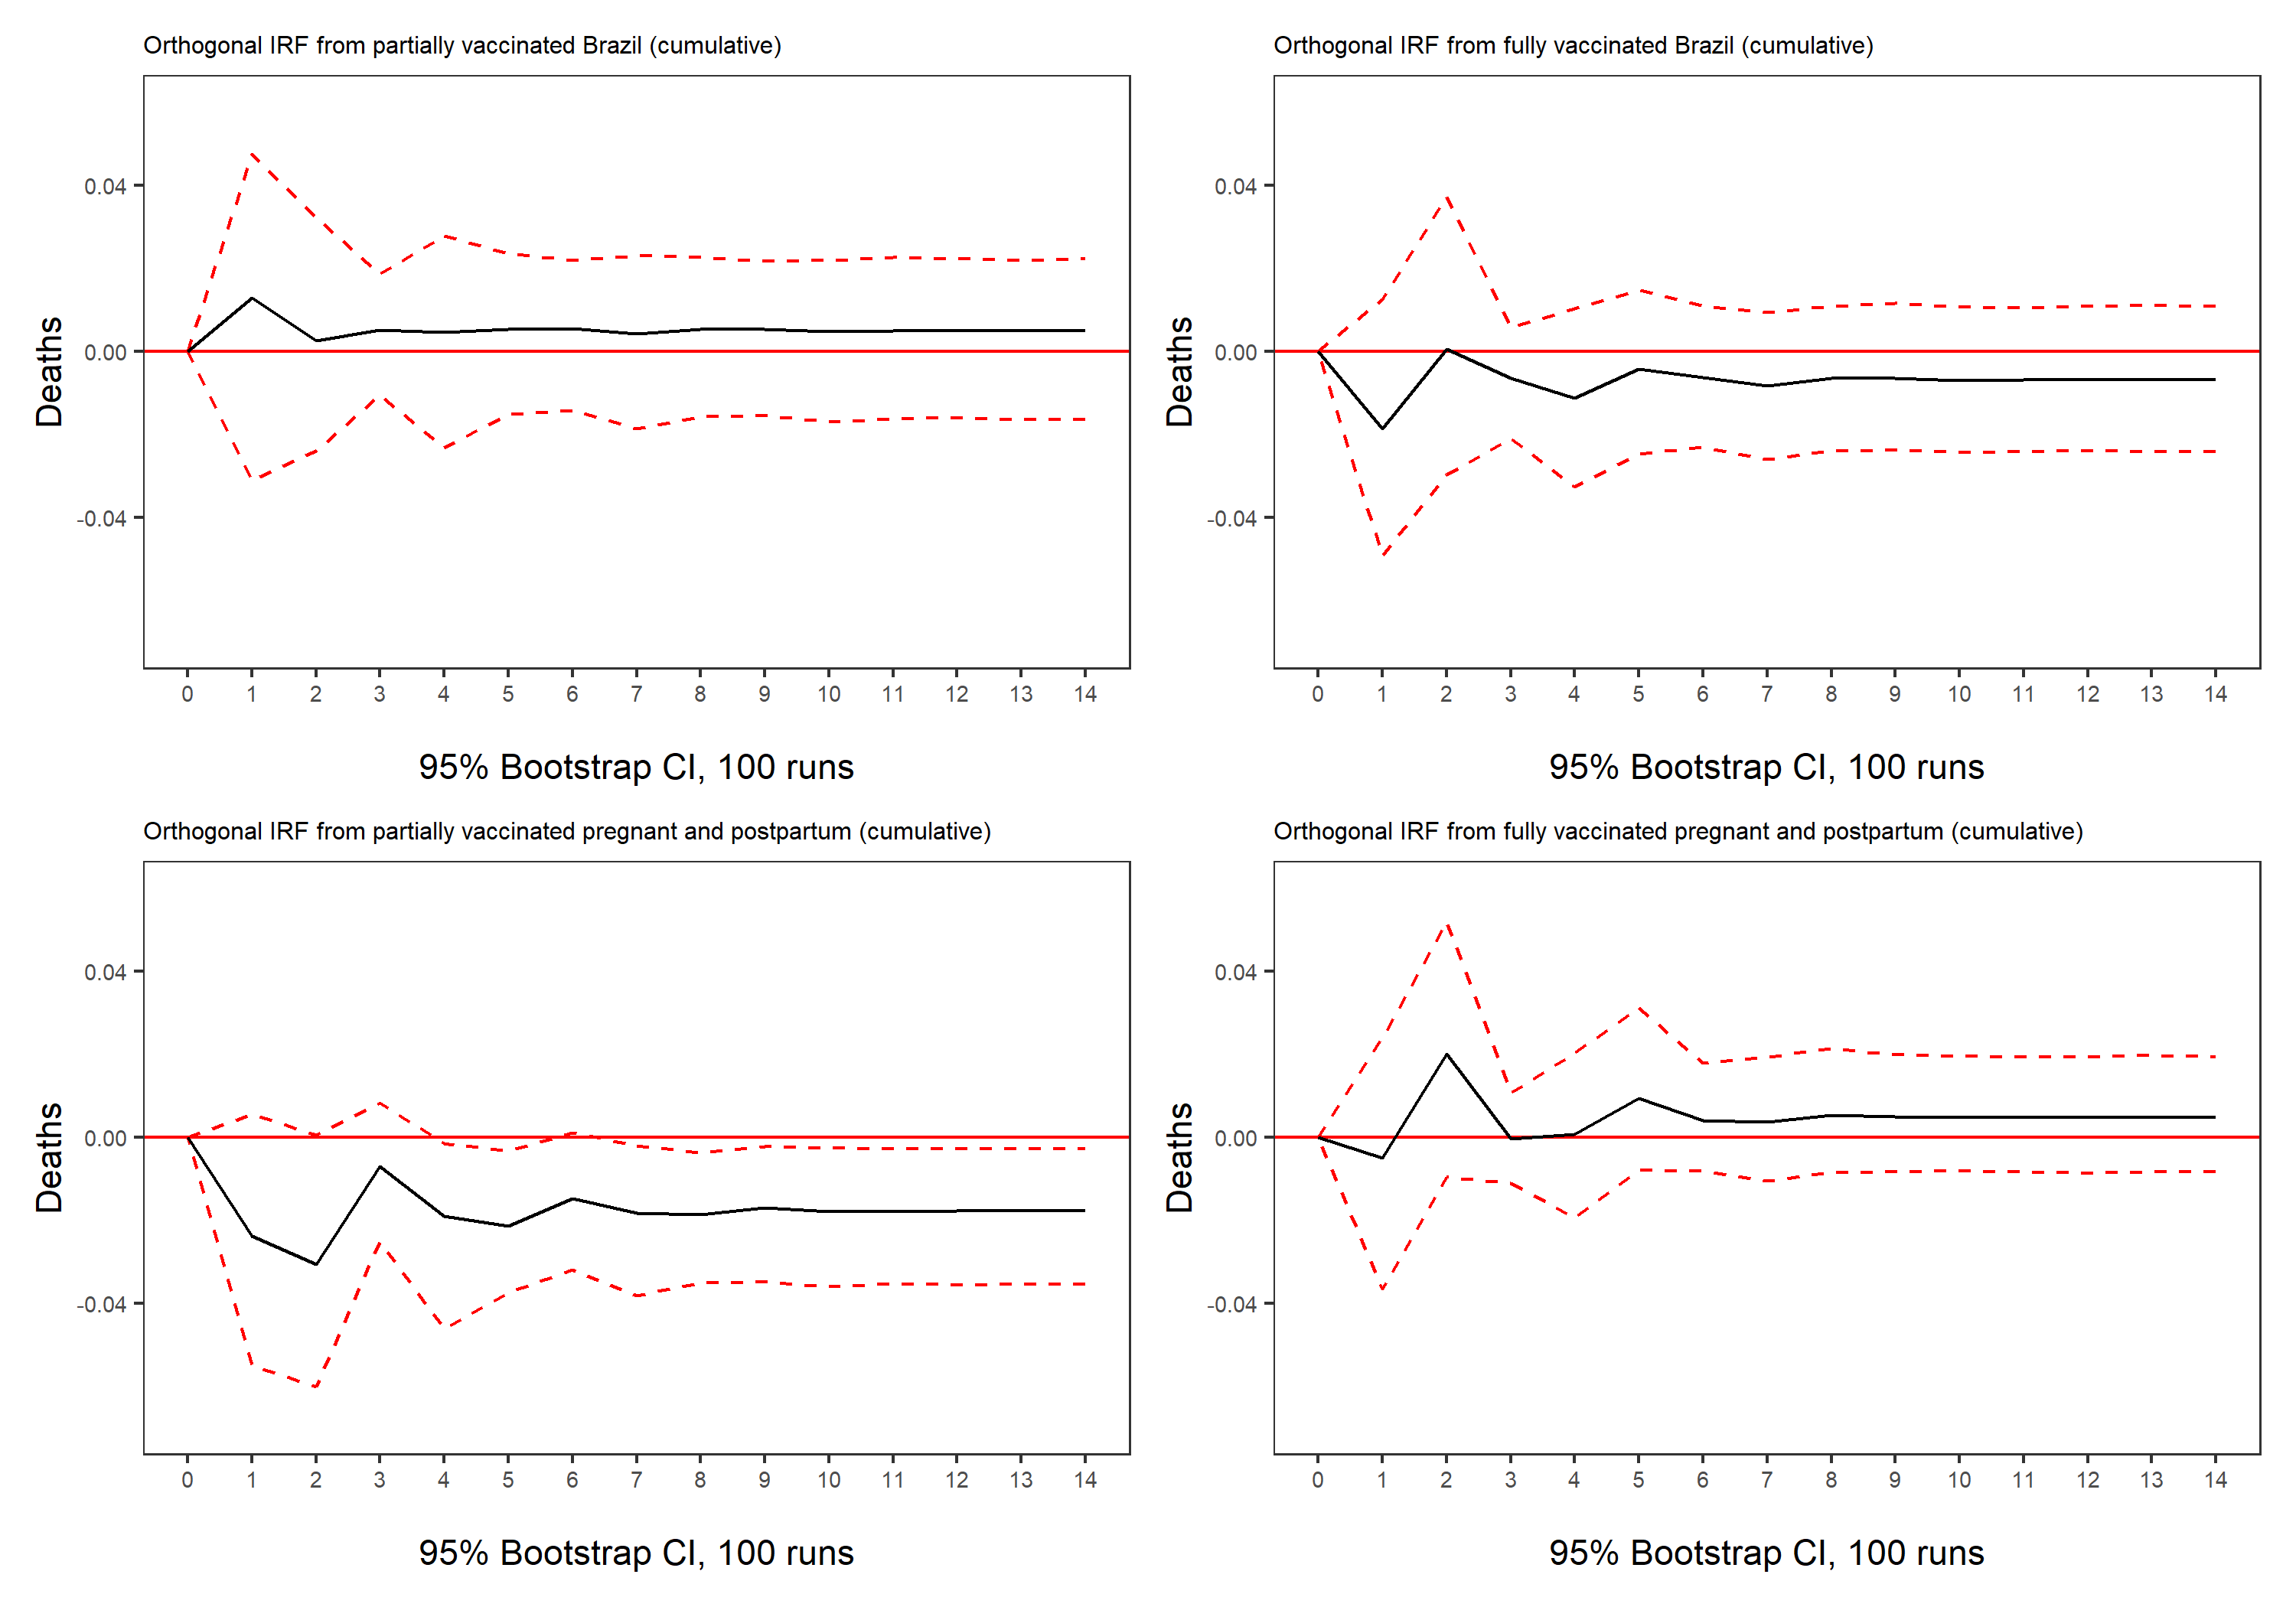 Orthogonal IRF from partially vaccinated Brazil (cumulative)
Deaths
0.04
0.00
-0.04
0 1 2 3 4 5 6 7 8 9 10 11 12 13 14
95% Bootstrap CI, 100 runs
Orthogonal IRF from fully vaccinated Brazil (cumulative)
Deaths
0.04
0.00
-0.04
0 1 2 3 4 5 6 7 8 9 10 11 12 13 14
95% Bootstrap CI, 100 runs
Orthogonal IRF from partially vaccinated pregnant and postpartum (cumulative)
Deaths
0.04
0.00
-0.04
0 1 2 3 4 5 6 7 8 9 10 11 12 13 14
95% Bootstrap CI, 100 runs
Orthogonal IRF from fully vaccinated pregnant and postpartum (cumulative)
Deaths
0.04
0.00
-0.04
0 1 2 3 4 5 6 7 8 9 10 11 12 13 14
95% Bootstrap CI, 100 runs